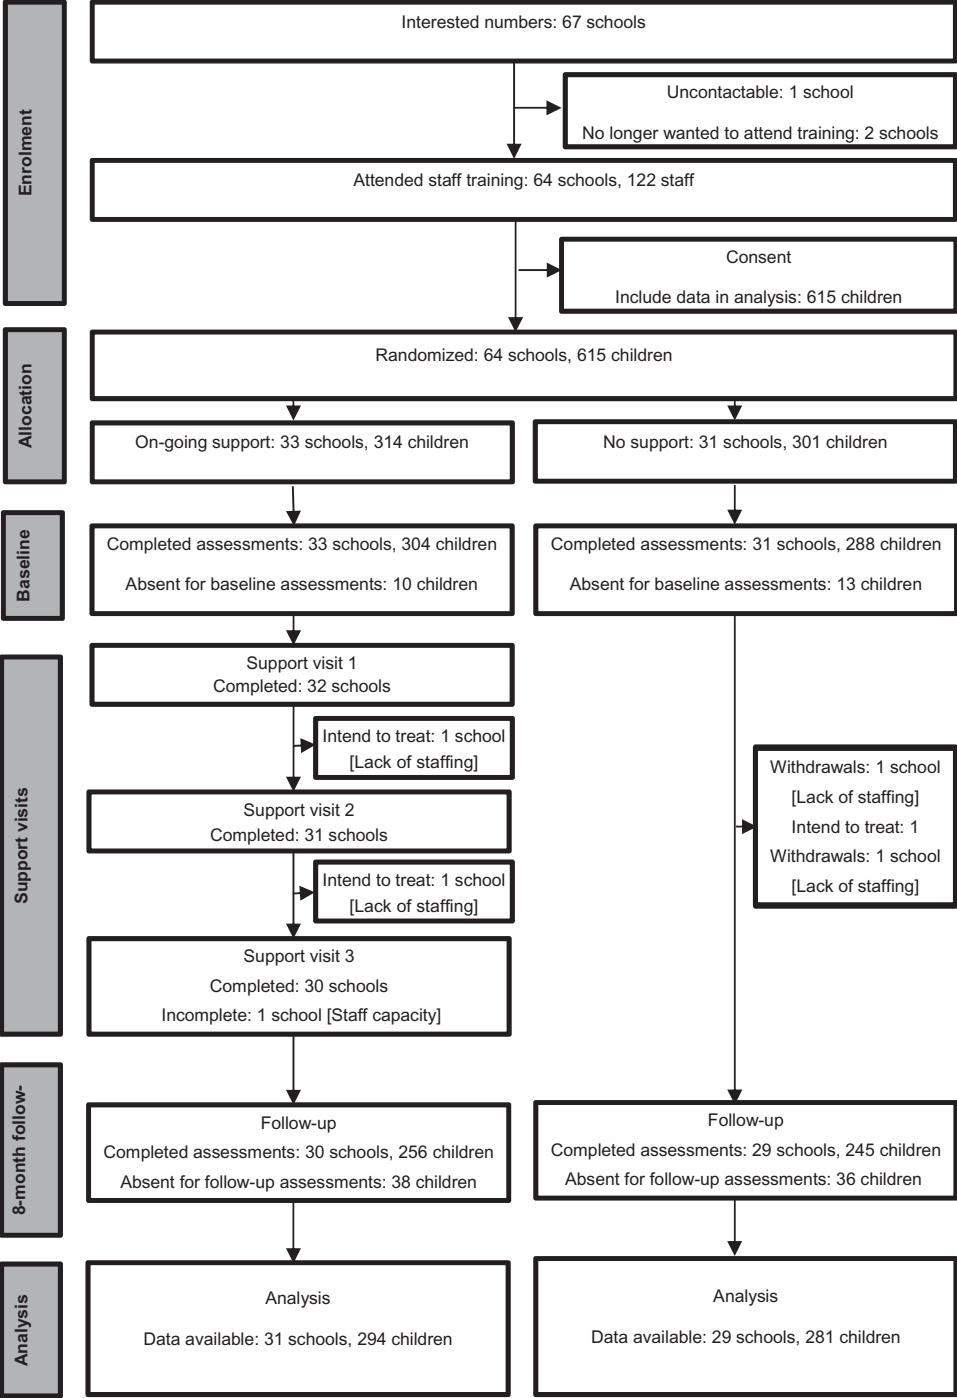 Enrolment
Interested numbers: 67 schools
Uncontactable: 1 school
No longer wanted to attend training: 2 schools
Attended staff training: 64 schools, 122 staff
Consent
Include data in analysis: 615 children
Allocation
Randomized: 64 schools, 615 children
On-going support: 33 schools, 314 children
No support: 31 schools, 301 children
Baseline
Completed assessments: 33 schools, 304 children
Absent for baseline assessments: 10 children
Completed assessments: 31 schools, 288 children
Absent for baseline assessments: 13 children
Support visits
Support visit 1
Completed: 32 schools
Intend to treat: 1 school
[Lack of staffing]
Support visit 2
Completed: 31 schools
Intend to treat: 1 school
[Lack of staffing]
Support visit 3
Completed: 30 schools
Incomplete: 1 school [Staff capacity]
Withdrawals: 1 school
[Lack of staffing]
Intend to treat: 1
Withdrawals: 1 school
[Lack of staffing]
8-month follow-
Follow-up
Completed assessments: 30 schools, 256 children
Absent for follow-up assessments: 38 children
Follow-up
Completed assessments: 29 schools, 245 children
Absent for follow-up assessments: 36 children
Analysis
Analysis
Data available: 31 schools, 294 children
Analysis
Data available: 29 schools, 281 children